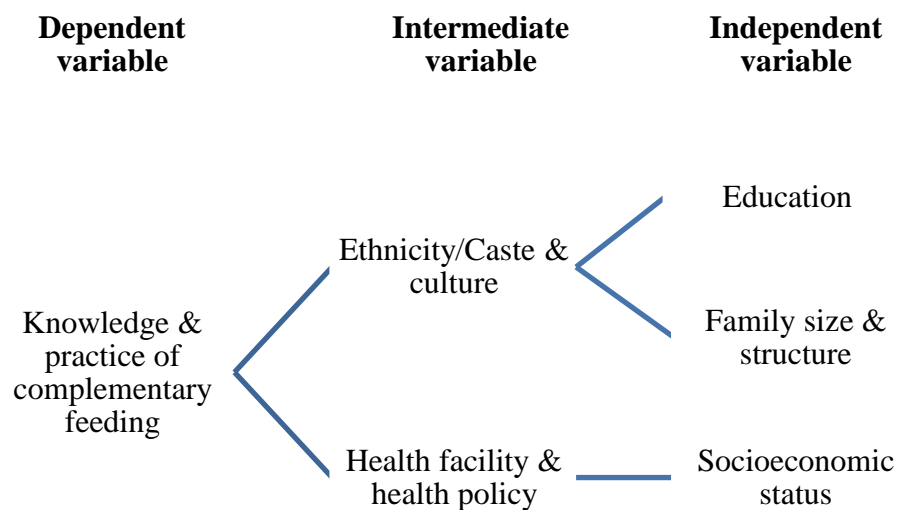 Dependent
variable
Intermediate
variable
Independent
variable
Education
Ethnicity/Caste &
culture
Knowledge &
practice of
complementary
feeding
Family size &
structure
Health facility &
health policy
Socioeconomic
status